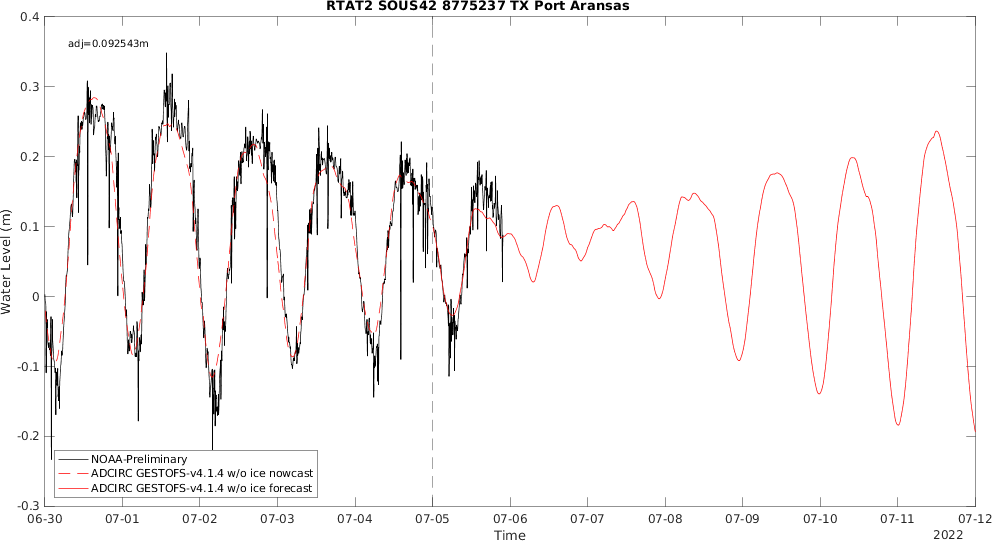 RTAT2 SOUS42 8775237 TX Port Aransas
adj=0.092543m
0.4
0.3
0.2
0.1
0
-0.1
-0.2
-0.3
Water Level (m)
NOAA-Preliminary
ADCIRC GESTOFS-v4.1.4 w/o ice nowcast
ADCIRC GESTOFS-v4.1.4 w/o ice forecast
06-30 07-01 07-02 07-03 07-04 07-05 07-06 07-07 07-08 07-09 07-10 07-11 07-12
Time
2022